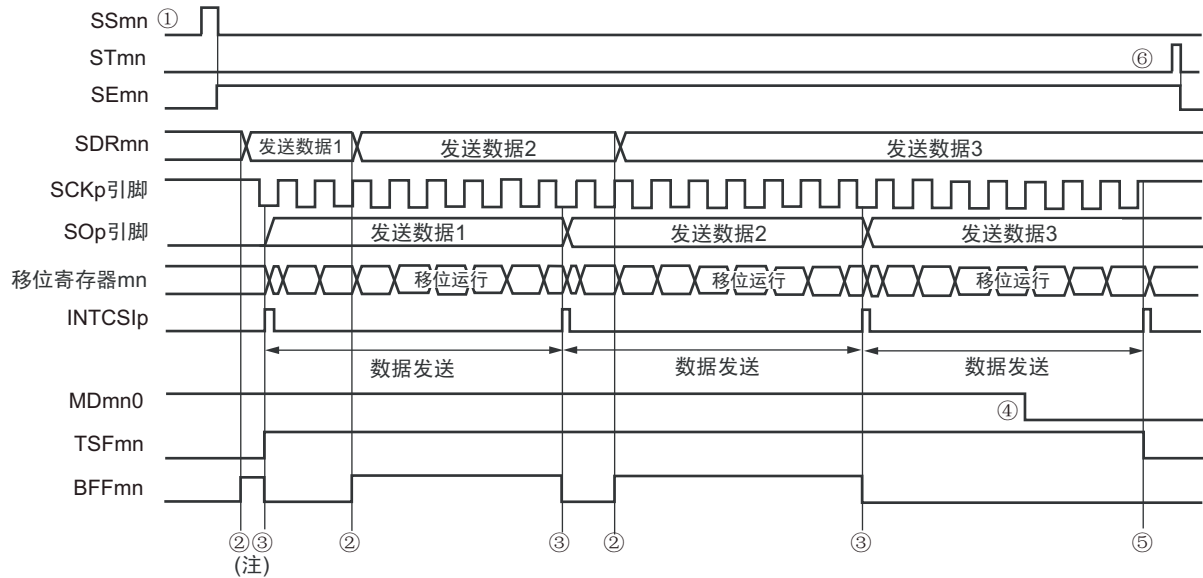 SSmn ①
STmn ⑥
SEmn
SDRmn 发送数据1 发送数据2 发送数据3
SCKp引脚
SOp引脚 发送数据1 发送数据2 发送数据3
移位寄存器mn 移位运行 移位运行 移位运行
INTCSIp
数据发送 数据发送 数据发送
MDmn0 ④
TSFmn
BFFmn
②③ ② ③ ② ③ ⑤
(注)